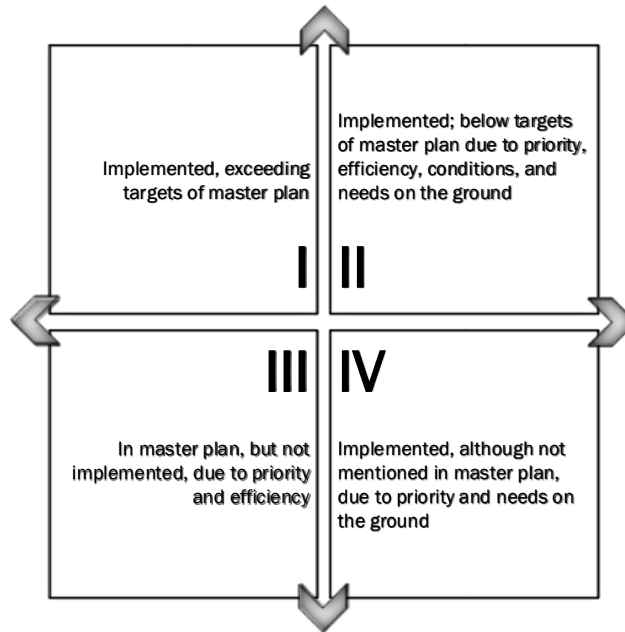 Implemented, exceeding
targets of master plan
I
Implemented; below targets
of master plan due to priority,
efficiency, conditions, and
needs on the ground
II
III
In master plan, but not
implemented, due to priority
and efficiency
IV
Implemented, although not
mentioned in master plan,
due to priority and needs on
the ground